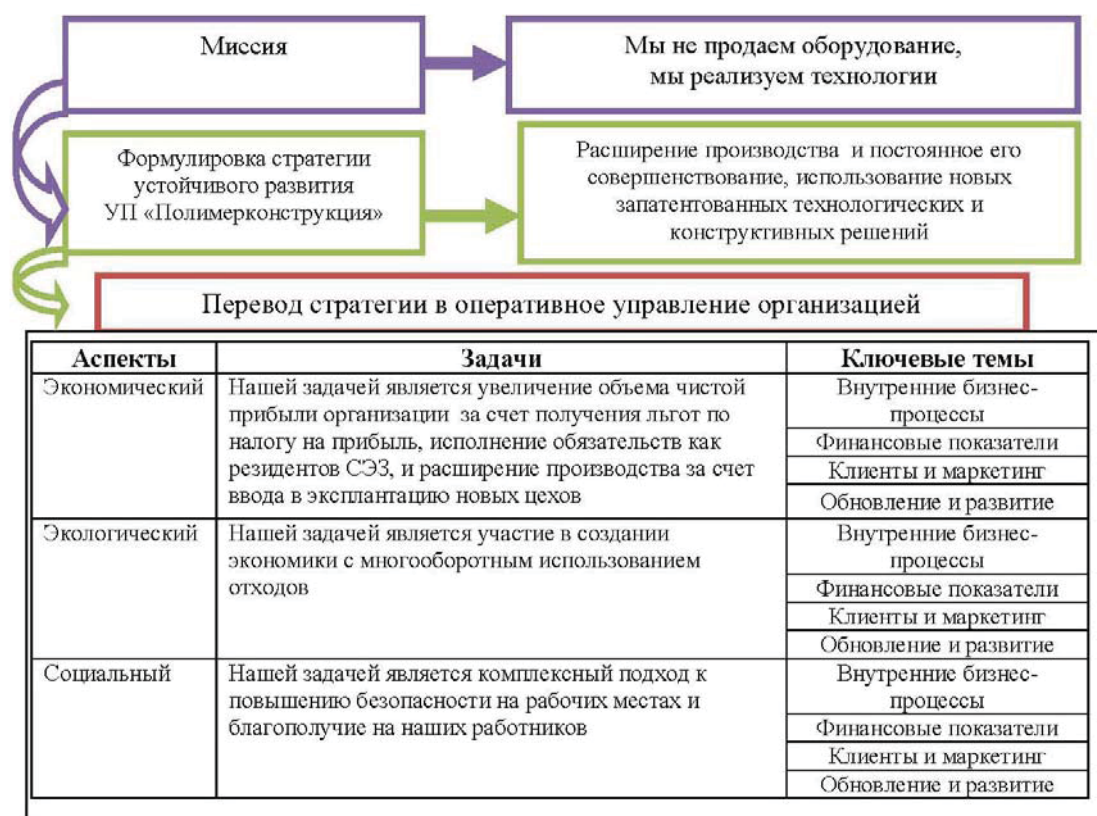 Миссия
Мы не продаем оборудование,
мы реализуем технологии
Формулировка стратегии
устойчивого развития
УП «Полимерконструкция»
Расширение производства и постоянное его
совершенствование, использование новых
запатентованных технологических и
конструктивных решений
Перевод стратегии в оперативное управление организацией
Аспекты
Задачи
Ключевые темы
Экономический
Нашей задачей является увеличение объема чистой
прибыли организации за счет получения льгот по
налогу на прибыль, исполнение обязательств как
резидентов СЭЗ, и расширение производства за счет
ввода в эксплантацию новых цехов
Внутренние бизнес-
процессы
Финансовые показатели
Клиенты и маркетинг
Обновление и развитие
Экологический
Нашей задачей является участие в создании
экономики с многооборотным использованием
отходов
Внутренние бизнес-
процессы
Финансовые показатели
Клиенты и маркетинг
Обновление и развитие
Социальный
Нашей задачей является комплексный подход к
повышению безопасности на рабочих местах и
благополучие на наших работников
Внутренние бизнес-
процессы
Финансовые показатели
Клиенты и маркетинг
Обновление и развитие